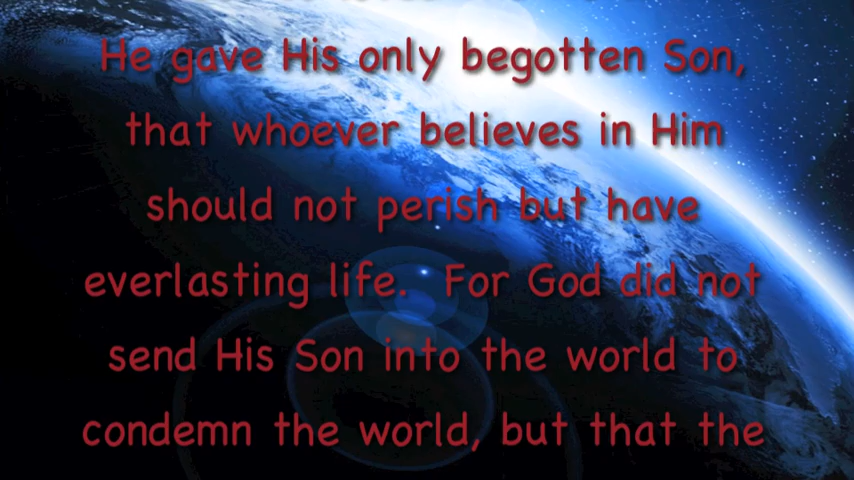 He gave His only begotten Son,
that whoever believes in Him
should not perish but have
everlasting life.  For God did not
send His Son into the world to
condemn the world, but that the